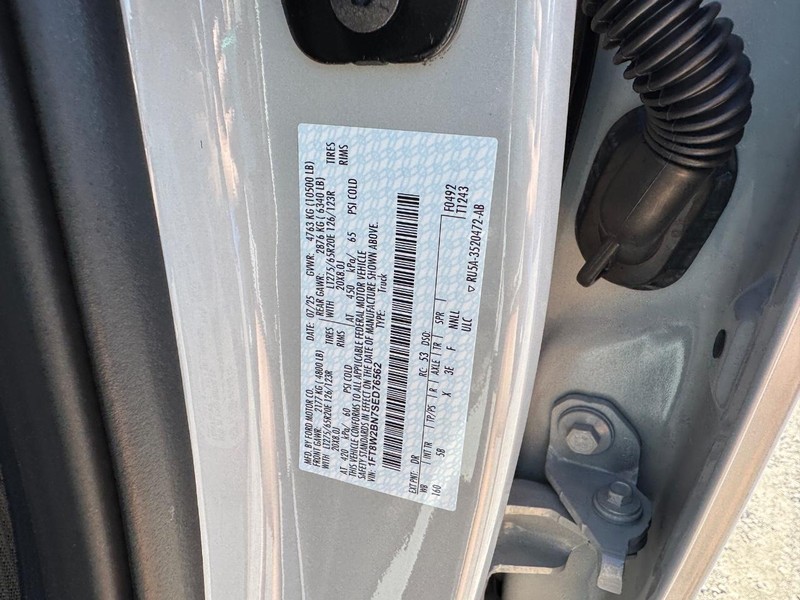 MFD. BY FORD MOTOR CO.
DATE: 07/25 GVWR: 4763 KG (10500 LB)
FRONT GAWR: 2177 KG (4800 LB) REAR GAWR: 2876 KG (6340 LB)
WITH LT275/65R20E 126/123R TIRES WITH LT275/65R20E 126/123R TIRES
20X8.0J RIMS 20X8.0J RIMS
AT 420 kPa/ 60 PSI COLD AT 450 kPa/ 65 PSI COLD
THIS VEHICLE CONFORMS TO ALL APPLICABLE FEDERAL MOTOR VEHICLE
SAFETY STANDARDS IN EFFECT ON THE DATE OF MANUFACTURE SHOWN ABOVE.
VIN: 1FT8W2BN7SED76562 TYPE: Truck
F0492
T1243
EXT PNT: DR RC: 53 DSO:
WB INT TR TP/PS R AXLE TR SPR
160 5B X 3E F NNLL
ULC
▽ RU5A-3520472-AB